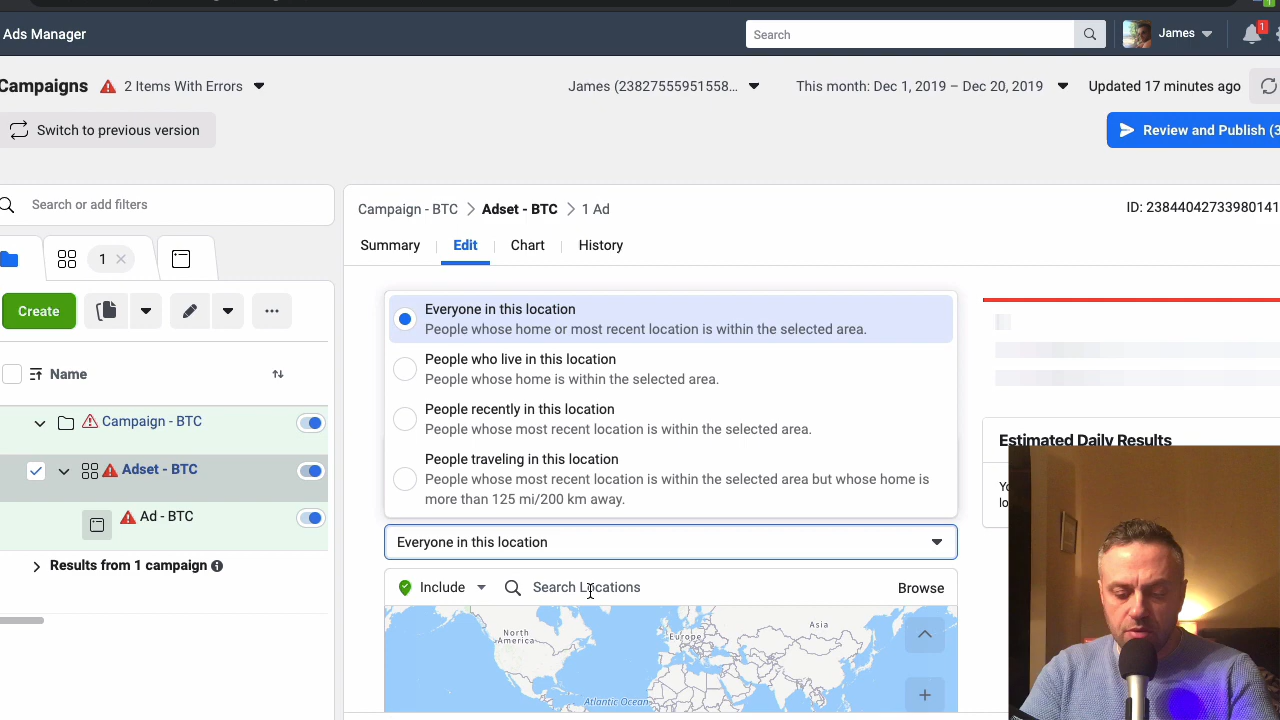 Ads Manager
Search
James
1
Campaigns
2 Items With Errors
James (23827555951558...
This month: Dec 1, 2019 – Dec 20, 2019
Updated 17 minutes ago
Switch to previous version
Review and Publish (3
Search or add filters
Campaign - BTC
Adset - BTC
1 Ad
ID: 23844042733980141
1
Summary
Edit
Chart
History
Create
Everyone in this location
People whose home or most recent location is within the selected area.
People who live in this location
People whose home is within the selected area.
People recently in this location
People whose most recent location is within the selected area.
People traveling in this location
People whose most recent location is within the selected area but whose home is
more than 125 mi/200 km away.
Name
Campaign - BTC
Adset - BTC
Ad - BTC
Results from 1 campaign
Estimated Daily Results
Everyone in this location
Include
Search Locations
Browse
North
America
Europe
Asia
Atlantic Ocean